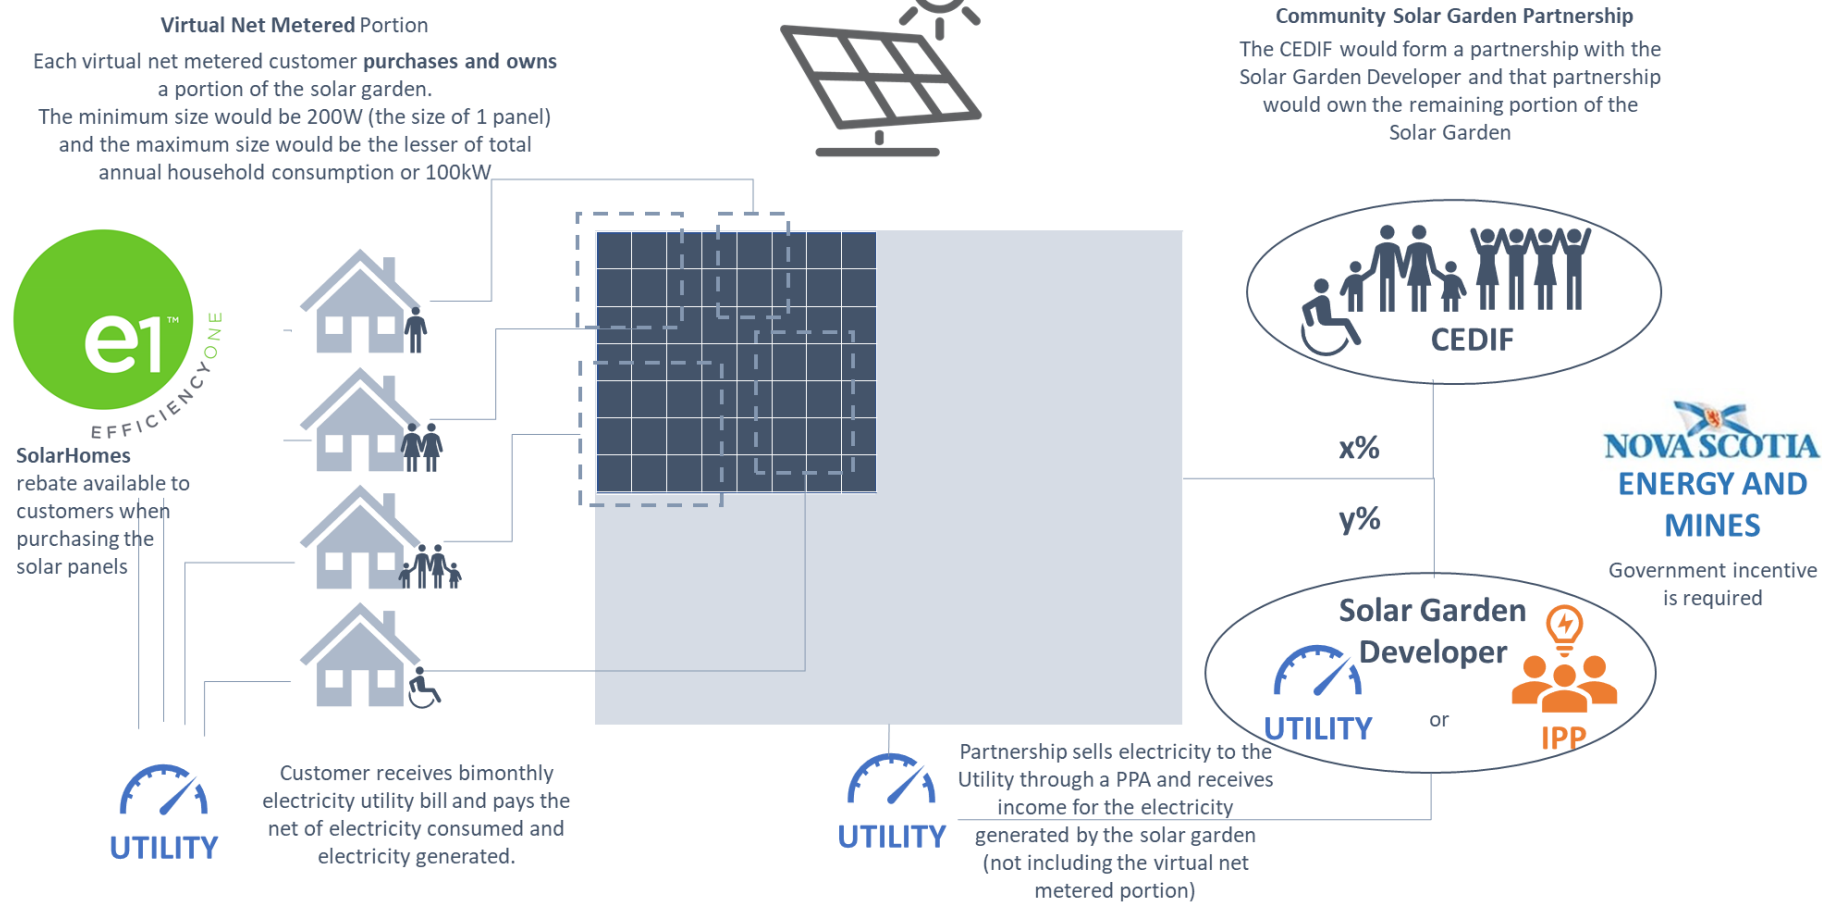 Virtual Net Metered Portion
Each virtual net metered customer purchases and owns
a portion of the solar garden.
The minimum size would be 200W (the size of 1 panel)
and the maximum size would be the lesser of total
annual household consumption or 100kW
Community Solar Garden Partnership
The CEDIF would form a partnership with the
Solar Garden Developer and that partnership
would own the remaining portion of the
Solar Garden
e1™
EFFICIENCYONE
SolarHomes
rebate available to
customers when
purchasing the
solar panels
CEDIF
x%
y%
NOVA SCOTIA
ENERGY AND
MINES
Government incentive
is required
Solar Garden
Developer
UTILITY
or
IPP
UTILITY
Customer receives bimonthly
electricity utility bill and pays the
net of electricity consumed and
electricity generated.
UTILITY
Partnership sells electricity to the
Utility through a PPA and receives
income for the electricity
generated by the solar garden
(not including the virtual net
metered portion)